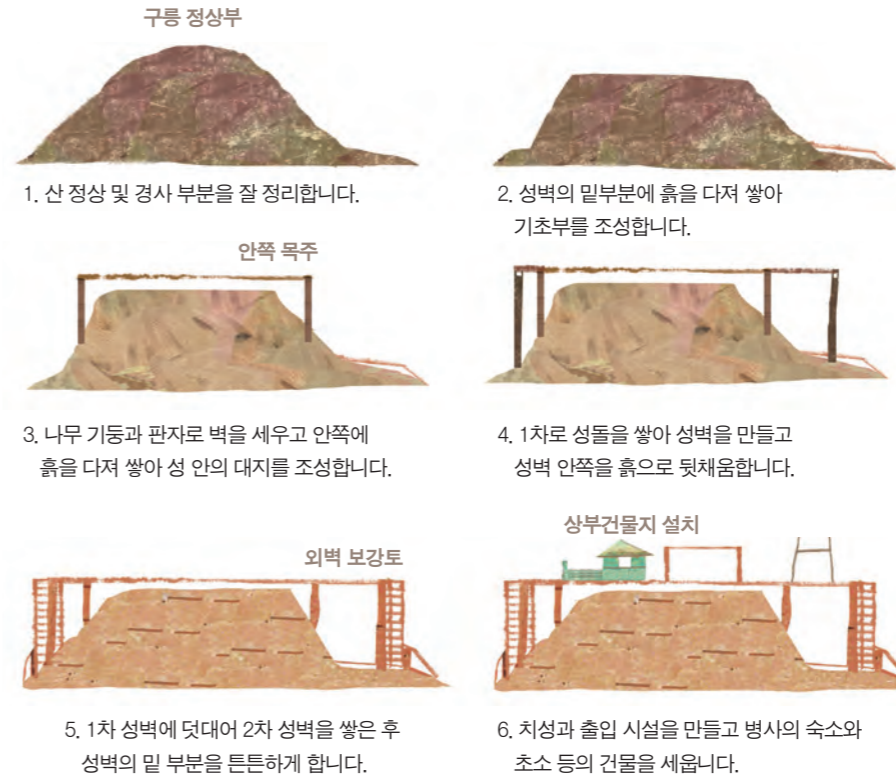 구릉 정상부
1. 산 정상 및 경사 부분을 잘 정리합니다.
2. 성벽의 밑부분에 흙을 다져 쌓아
기초부를 조성합니다.
안쪽 목주
3. 나무 기둥과 판자로 벽을 세우고 안쪽에
흙을 다져 쌓아 성 안의 대지를 조성합니다.
4. 1차로 성돌을 쌓아 성벽을 만들고
성벽 안쪽을 흙으로 뒷채움합니다.
외벽 보강토
5. 1차 성벽에 덧대어 2차 성벽을 쌓은 후
성벽의 밑 부분을 튼튼하게 합니다.
상부건물지 설치
6. 치성과 출입 시설을 만들고 병사의 숙소와
초소 등의 건물을 세웁니다.